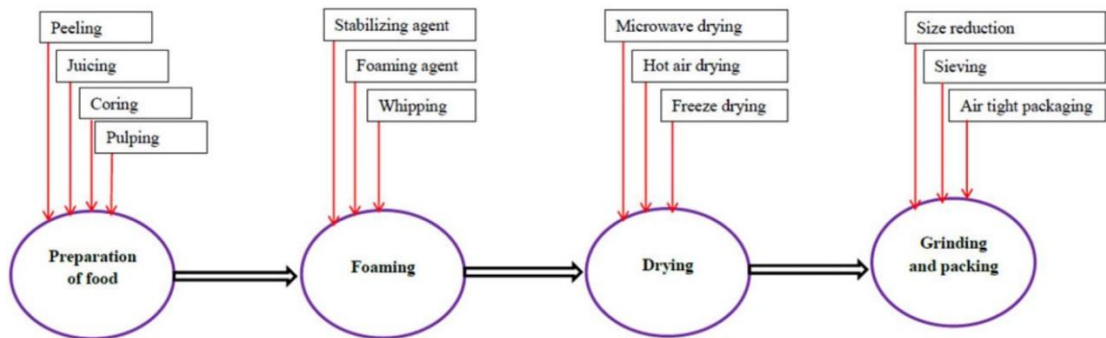 Peeling
Juicing
Coring
Pulping
Preparation
of food
Stabilizing agent
Foaming agent
Whipping
Foaming
Microwave drying
Hot air drying
Freeze drying
Drying
Size reduction
Sieving
Air tight packaging
Grinding
and packing